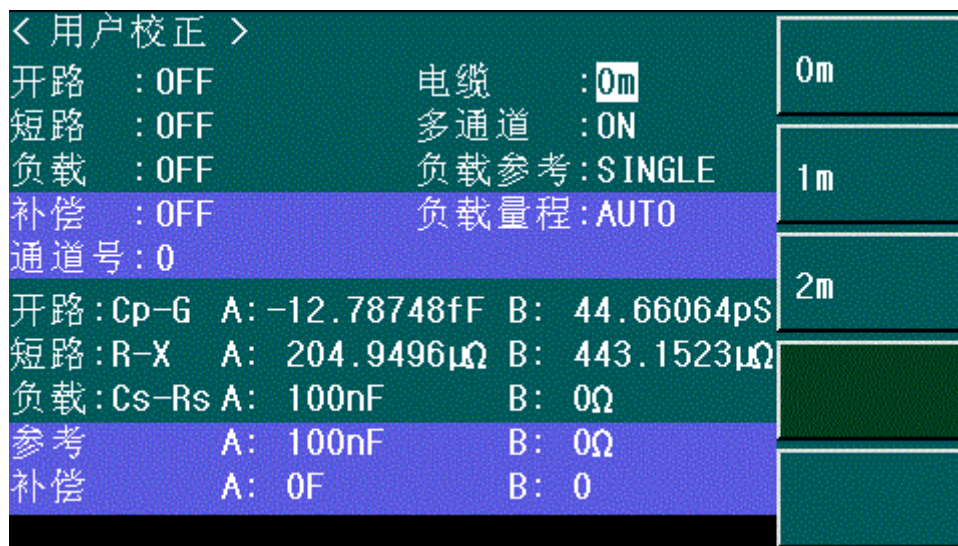 < 用户校正 >
开路 :OFF 电缆 :0m
短路 :OFF 多通道 :ON
负载 :OFF 负载参考:SINGLE
补偿 :OFF 负载量程:AUTO
通道号:0
开路:Cp-G A:-12.78748fF B: 44.66064pS
短路:R-X A: 204.9496μΩ B: 443.1523μΩ
负载:Cs-Rs A: 100nF B: 0Ω
参考 A: 100nF B: 0Ω
补偿 A: 0F B: 0
0m
1m
2m